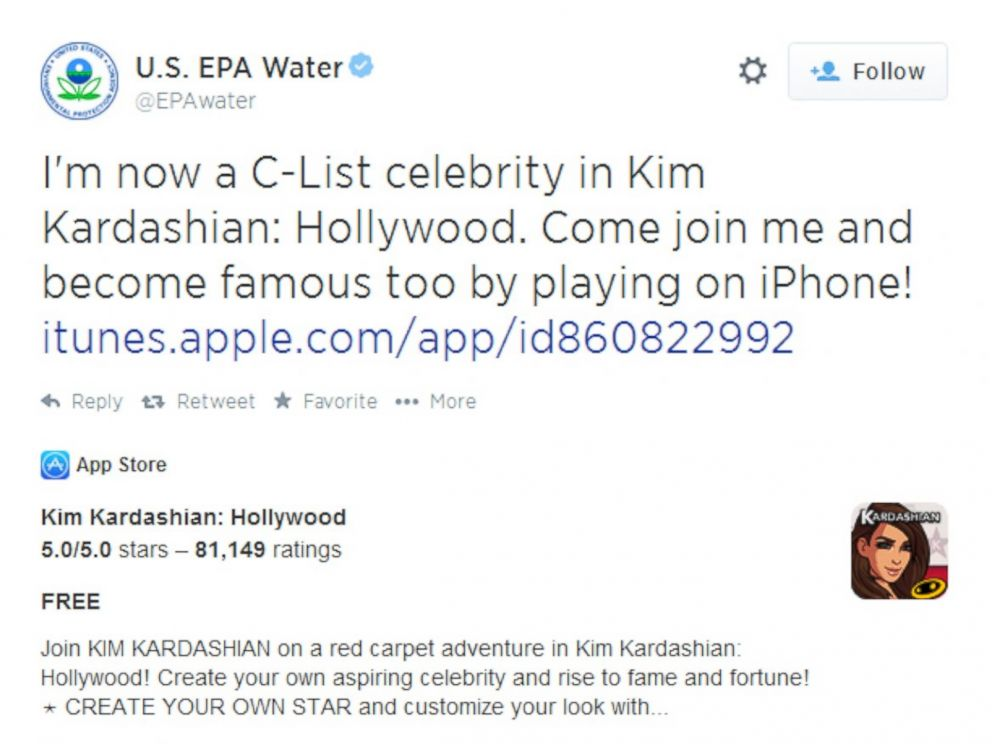 U.S. EPA Water
@EPAwater
Follow
I'm now a C-List celebrity in Kim
Kardashian: Hollywood. Come join me and
become famous too by playing on iPhone!
itunes.apple.com/app/id860822992
Reply Retweet Favorite More
App Store
Kim Kardashian: Hollywood
5.0/5.0 stars – 81,149 ratings
KARDASHIAN
FREE
Join KIM KARDASHIAN on a red carpet adventure in Kim Kardashian:
Hollywood! Create your own aspiring celebrity and rise to fame and fortune!
★ CREATE YOUR OWN STAR and customize your look with...